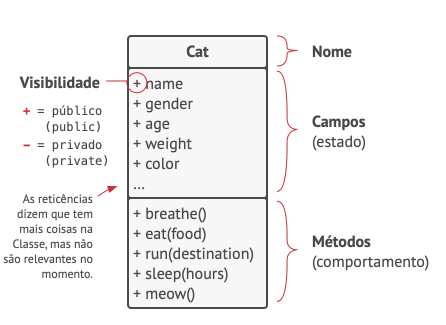 Cat
Nome
Visibilidade
+ = público
(public)
− = privado
(private)
+ name
+ gender
+ age
+ weight
+ color
...
Campos
(estado)
As reticências
dizem que tem
mais coisas na
Classe, mas não
são relevantes no
momento.
+ breathe()
+ eat(food)
+ run(destination)
+ sleep(hours)
+ meow()
Métodos
(comportamento)